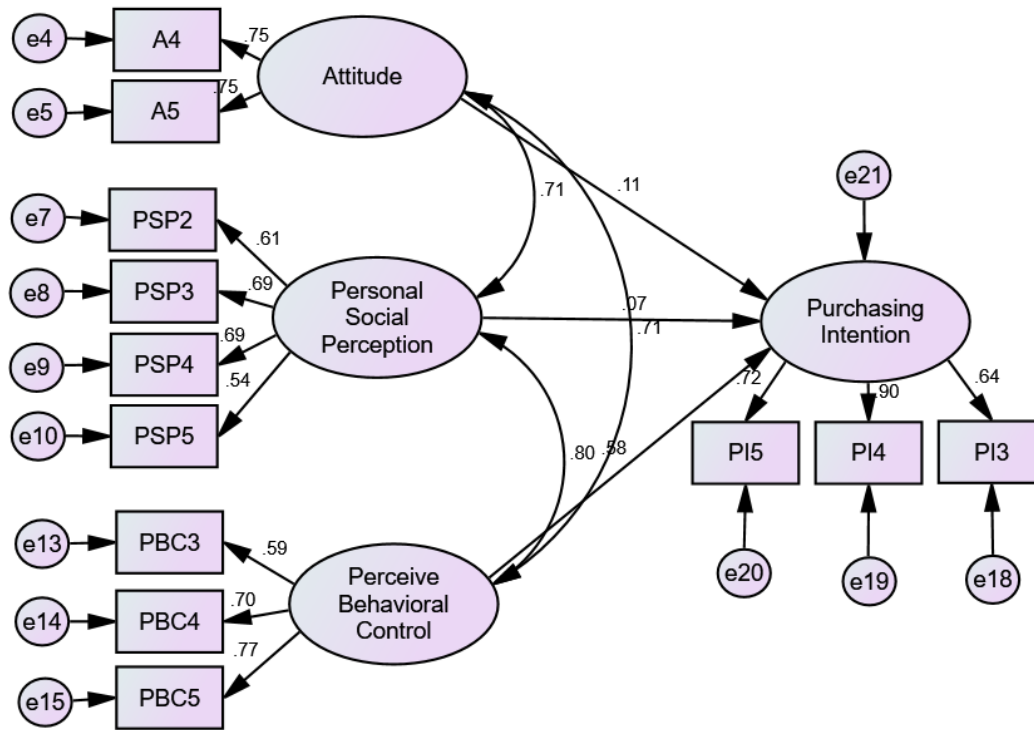 e4
A4
.75
Attitude
e5
A5
.75
e7
PSP2
.61
e8
PSP3
.69
e9
PSP4
.69
e10
PSP5
.54
Personal
Social
Perception
.71
.11
e21
.07
.71
Purchasing
Intention
.72
.90
.64
PI5
PI4
PI3
e20
e19
e18
.80
.58
e13
PBC3
.59
e14
PBC4
.70
e15
PBC5
.77
Perceive
Behavioral
Control